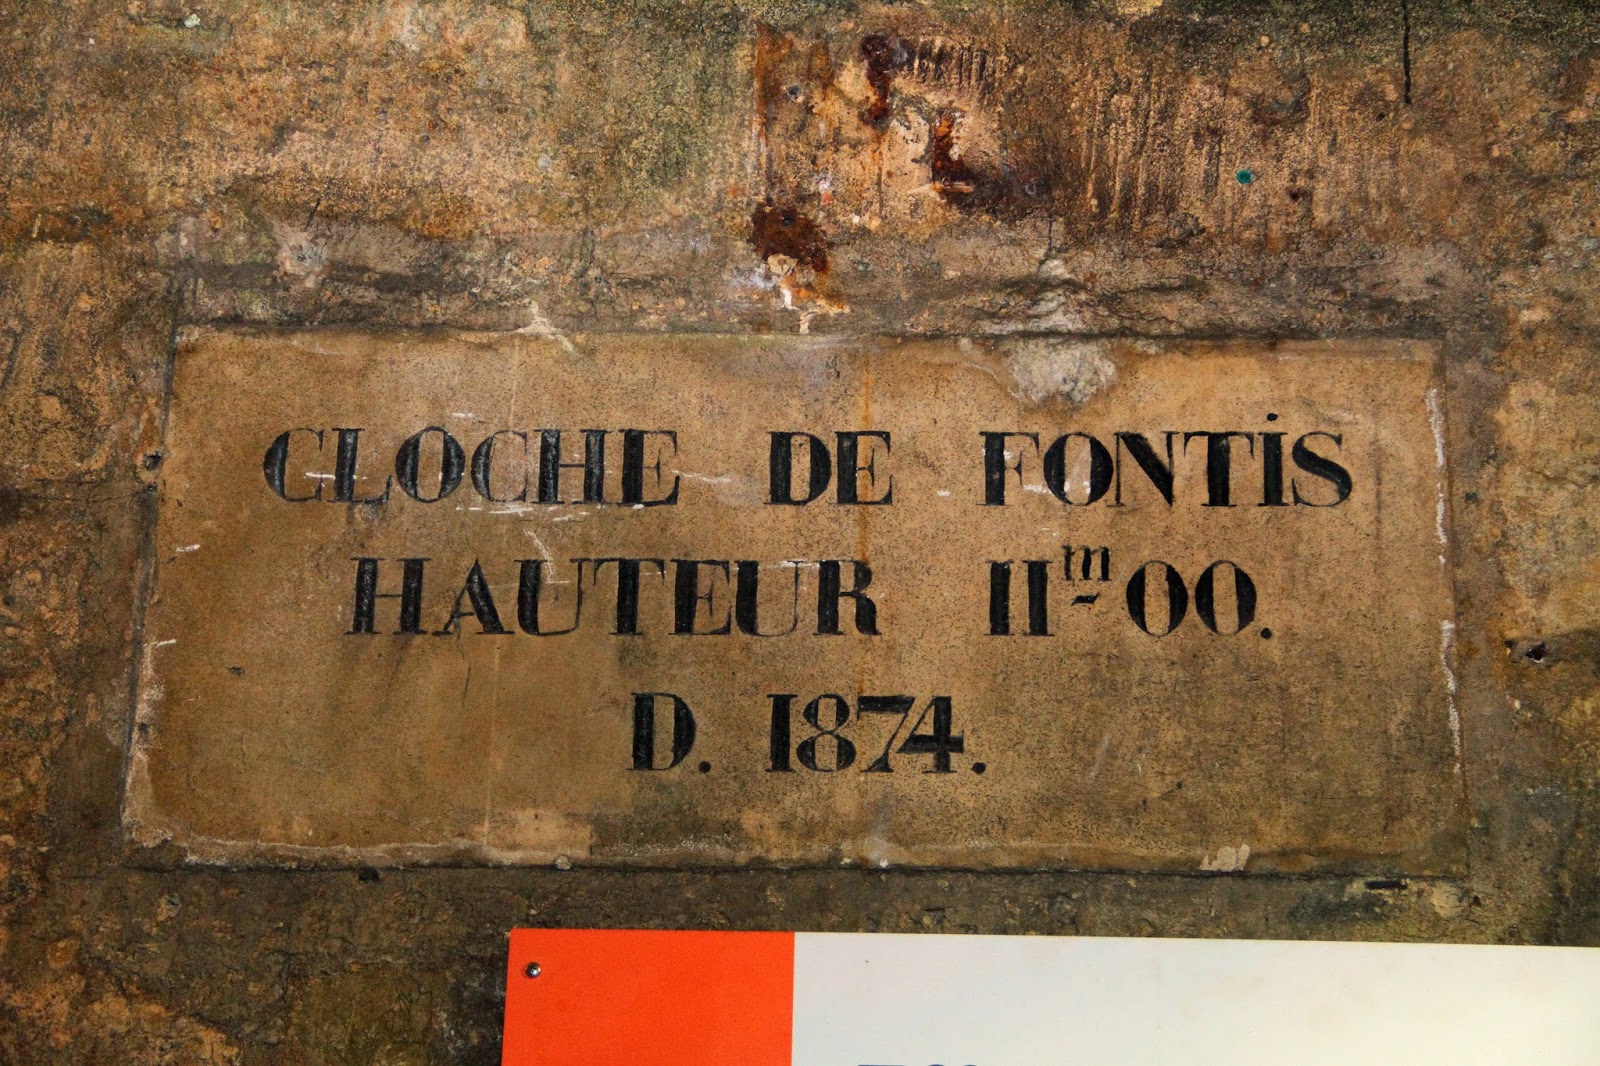 CLOCHE DE FONTIS
HAUTEUR 11ᵐ00.
D. 1874.